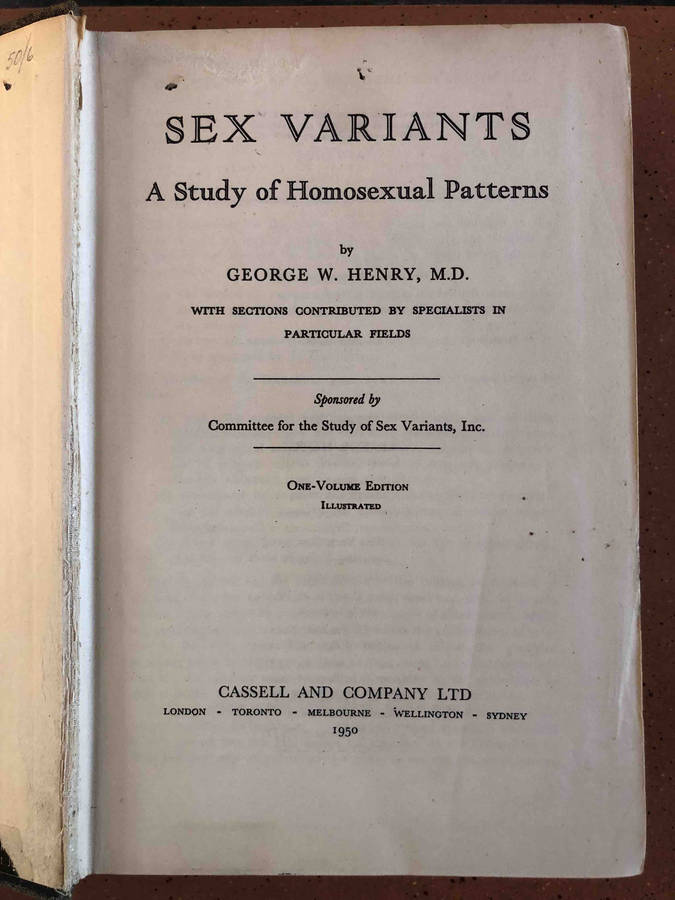 50/6
SEX VARIANTS
A Study of Homosexual Patterns
by
GEORGE W. HENRY, M.D.
WITH SECTIONS CONTRIBUTED BY SPECIALISTS IN
PARTICULAR FIELDS
Sponsored by
Committee for the Study of Sex Variants, Inc.
ONE-VOLUME EDITION
ILLUSTRATED
CASSELL AND COMPANY LTD
LONDON - TORONTO - MELBOURNE - WELLINGTON - SYDNEY
1950